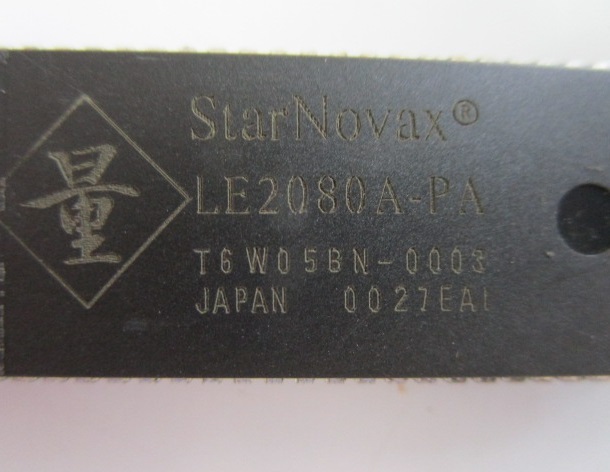 StarNovax®
量
LE2080A-PA
T6W05BN-0003
JAPAN 0027EAI